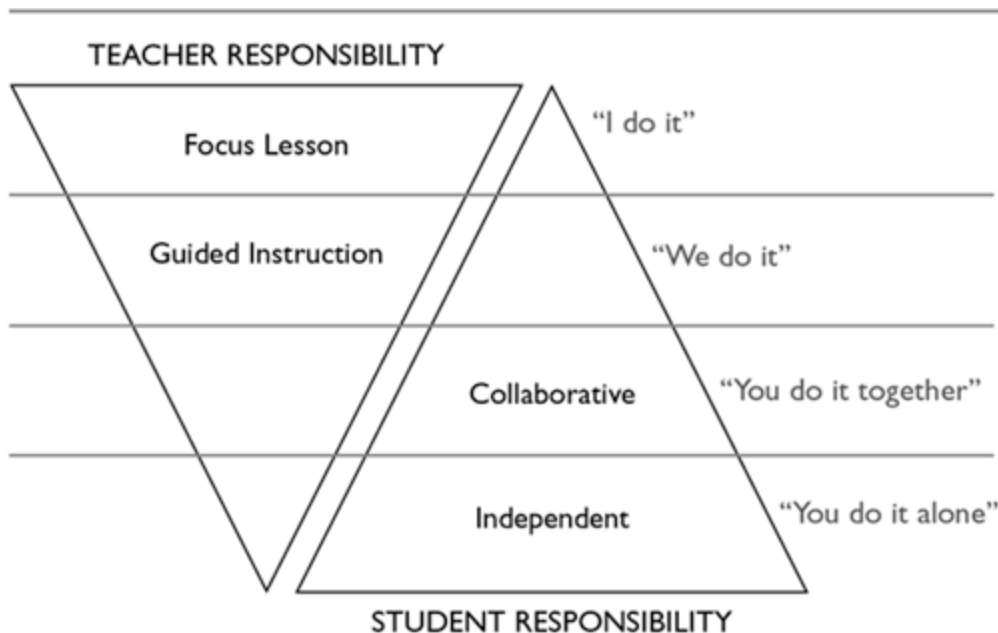 TEACHER RESPONSIBILITY
Focus Lesson
“I do it”
Guided Instruction
“We do it”
Collaborative
“You do it together”
Independent
“You do it alone”
STUDENT RESPONSIBILITY